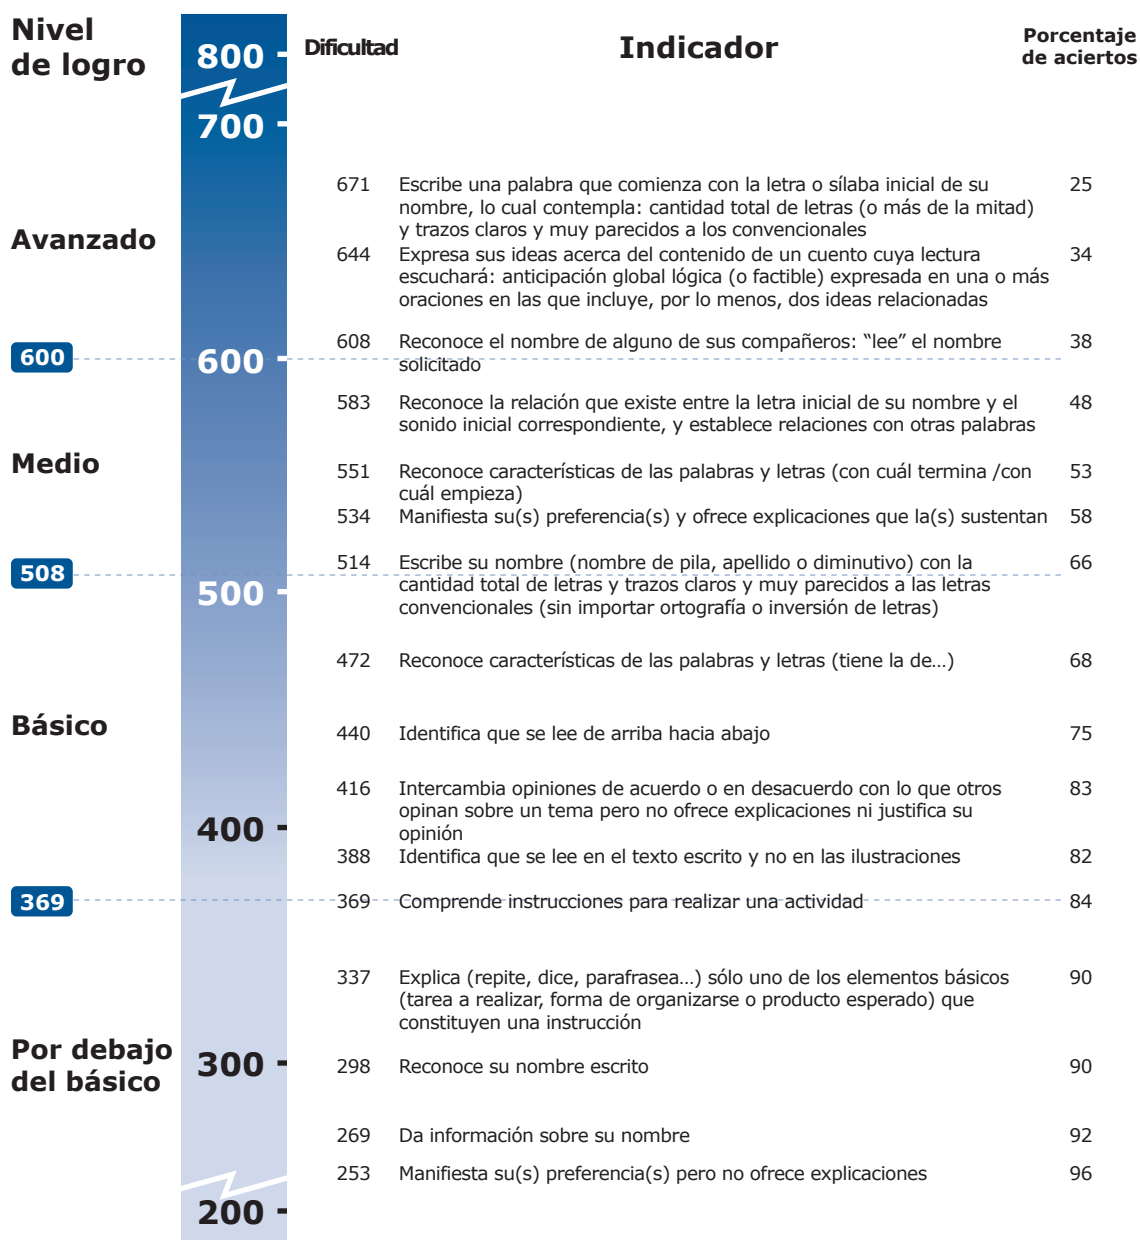 Nivel
de logro
800
Dificultad
Indicador
Porcentaje
de aciertos
700
671 Escribe una palabra que comienza con la letra o sílaba inicial de su 25
nombre, lo cual contempla: cantidad total de letras (o más de la mitad)
y trazos claros y muy parecidos a los convencionales
Avanzado
644 Expresa sus ideas acerca del contenido de un cuento cuya lectura 34
escuchará: anticipación global lógica (o factible) expresada en una o más
oraciones en las que incluye, por lo menos, dos ideas relacionadas
608 Reconoce el nombre de alguno de sus compañeros: “lee” el nombre 38
solicitado
600
600
583 Reconoce la relación que existe entre la letra inicial de su nombre y el 48
sonido inicial correspondiente, y establece relaciones con otras palabras
Medio
551 Reconoce características de las palabras y letras (con cuál termina /con 53
cuál empieza)
534 Manifiesta su(s) preferencia(s) y ofrece explicaciones que la(s) sustentan 58
514 Escribe su nombre (nombre de pila, apellido o diminutivo) con la 66
cantidad total de letras y trazos claros y muy parecidos a las letras
convencionales (sin importar ortografía o inversión de letras)
508
500
472 Reconoce características de las palabras y letras (tiene la de…) 68
Básico
440 Identifica que se lee de arriba hacia abajo 75
416 Intercambia opiniones de acuerdo o en desacuerdo con lo que otros 83
opinan sobre un tema pero no ofrece explicaciones ni justifica su
opinión
400
388 Identifica que se lee en el texto escrito y no en las ilustraciones 82
369
369 Comprende instrucciones para realizar una actividad 84
337 Explica (repite, dice, parafrasea…) sólo uno de los elementos básicos 90
(tarea a realizar, forma de organizarse o producto esperado) que
constituyen una instrucción
Por debajo
del básico
300
298 Reconoce su nombre escrito 90
269 Da información sobre su nombre 92
253 Manifiesta su(s) preferencia(s) pero no ofrece explicaciones 96
200